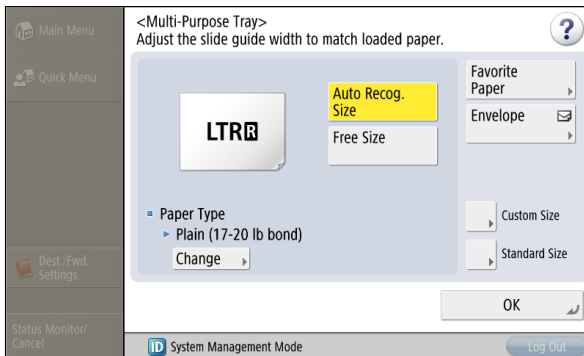 Main Menu
Quick Menu
Dest./Fwd.
Settings
Status Monitor/
Cancel
<Multi-Purpose Tray>
Adjust the slide guide width to match loaded paper.
?
LTRR
Auto Recog.
Size
Free Size
Paper Type
Plain (17-20 lb bond)
Change
Favorite
Paper
Envelope
Custom Size
Standard Size
OK
ID System Management Mode
Log Out